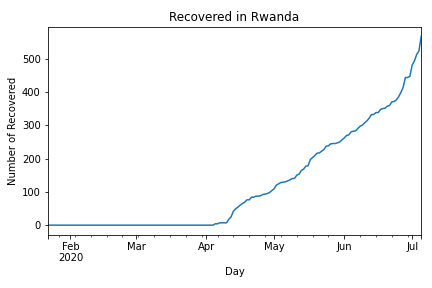 Recovered in Rwanda
Number of Recovered
500
400
300
200
100
0
Feb
2020
Mar
Apr
May
Jun
Jul
Day